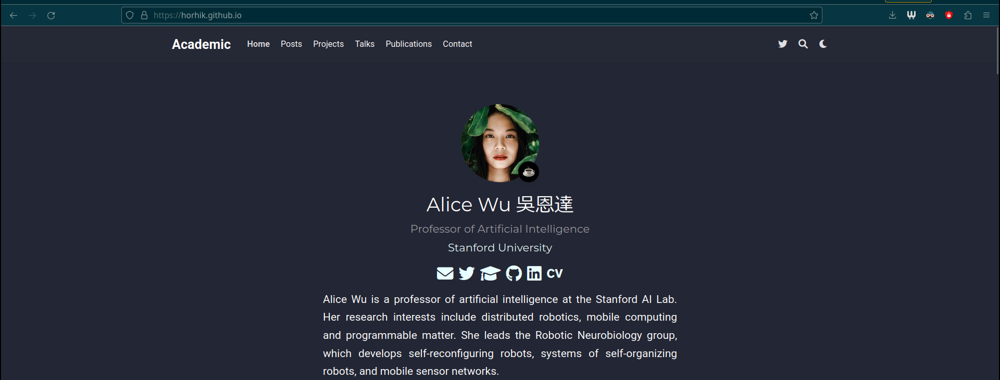 https://horhik.github.io
Academic Home Posts Projects Talks Publications Contact
Alice Wu 吳恩達
Professor of Artificial Intelligence
Stanford University
in CV
Alice Wu is a professor of artificial intelligence at the Stanford AI Lab.
Her research interests include distributed robotics, mobile computing
and programmable matter. She leads the Robotic Neurobiology group,
which develops self-reconfiguring robots, systems of self-organizing
robots, and mobile sensor networks.